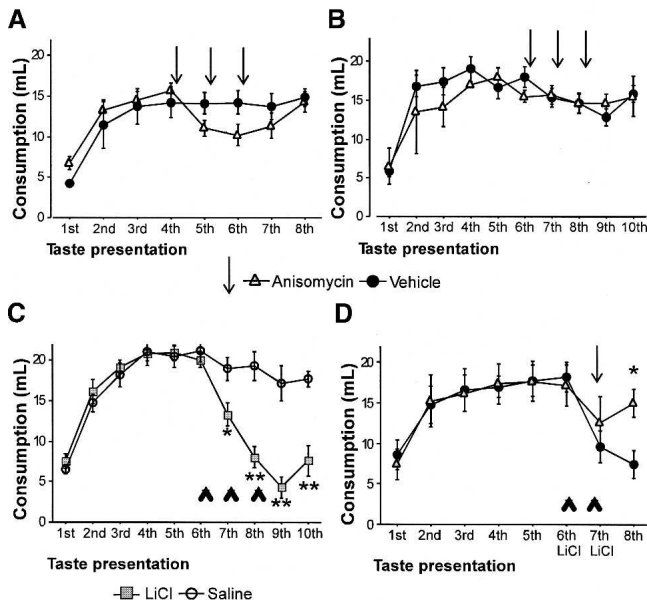 A
Consumption (mL)
20
15
10
5
0
1st 2nd 3rd 4th 5th 6th 7th 8th
Taste presentation
B
Consumption (mL)
20
15
10
5
0
1st 2nd 3rd 4th 5th 6th 7th 8th 9th 10th
Taste presentation
Anisomycin Vehicle
C
Consumption (mL)
20
15
10
5
0
* ** ** **
1st 2nd 3rd 4th 5th 6th 7th 8th 9th 10th
Taste presentation
LiCl Saline
D
Consumption (mL)
20
15
10
5
0
*
1st 2nd 3rd 4th 5th 6th 7th 8th
LiCl LiCl
Taste presentation